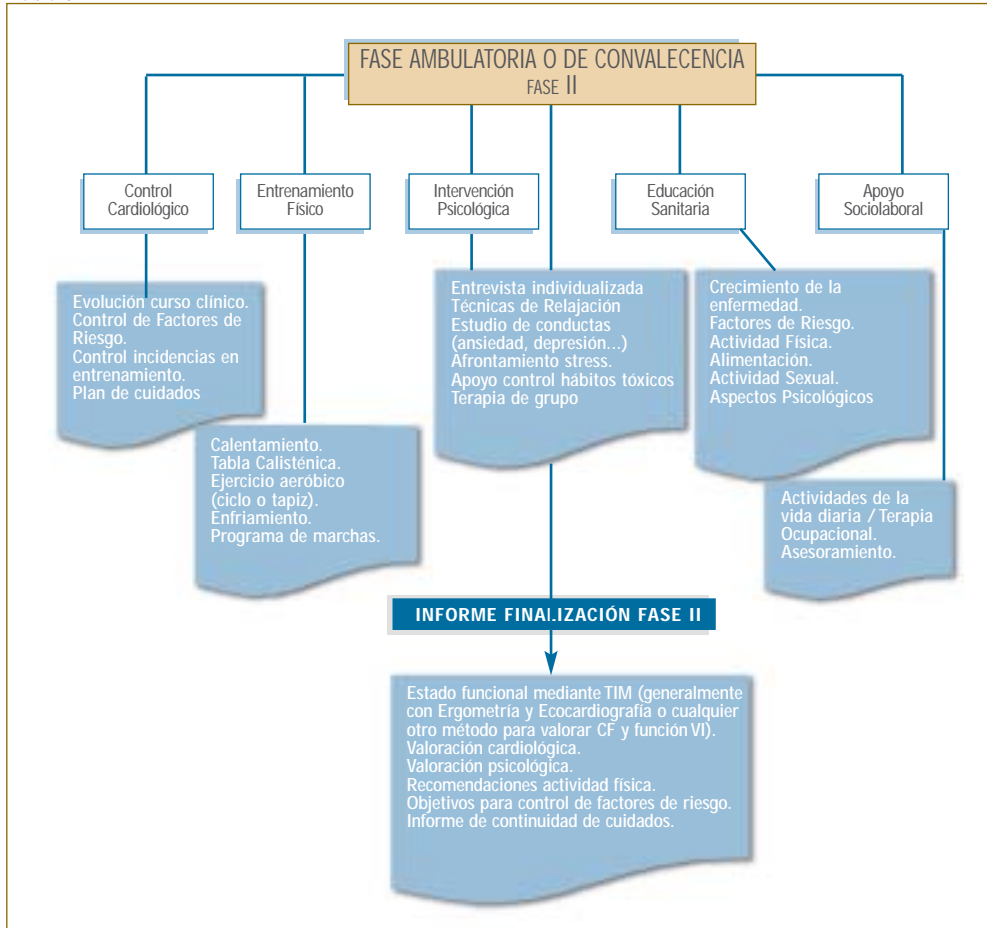 FASE AMBULATORIA O DE CONVALECENCIA
FASE II
Control
Cardiológico
Entrenamiento
Físico
Intervención
Psicológica
Educación
Sanitaria
Apoyo
Sociolaboral
Evolución curso clínico.
Control de Factores de
Riesgo.
Control incidencias en
entrenamiento.
Plan de cuidados
Calentamiento.
Tabla Calisténica.
Ejercicio aeróbico
(ciclo o tapiz).
Enfriamiento.
Programa de marchas.
Entrevista individualizada
Técnicas de Relajación
Estudio de conductas
(ansiedad, depresión...)
Afrontamiento stress.
Apoyo control hábitos tóxicos
Terapia de grupo
Crecimiento de la
enfermedad.
Factores de Riesgo.
Actividad Física.
Alimentación.
Actividad Sexual.
Aspectos Psicológicos
Actividades de la
vida diaria / Terapia
Ocupacional.
Asesoramiento.
INFORME FINALIZACIÓN FASE II
Estado funcional mediante TIM (generalmente
con Ergometría y Ecocardiografía o cualquier
otro método para valorar CF y función VI).
Valoración cardiológica.
Valoración psicológica.
Recomendaciones actividad física.
Objetivos para control de factores de riesgo.
Informe de continuidad de cuidados.